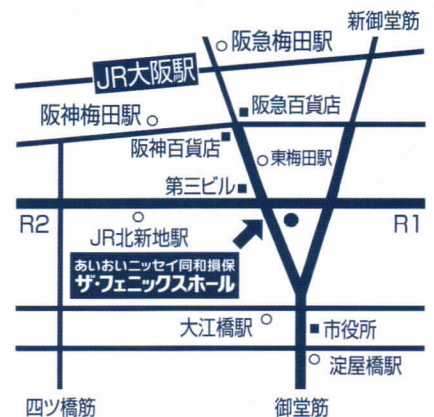 新御堂筋
阪急梅田駅
JR大阪駅
阪急百貨店
阪神梅田駅
阪神百貨店
東梅田駅
第三ビル
R2
R1
JR北新地駅
あいおいニッセイ同和損保
ザ・フェニックスホール
大江橋駅
市役所
淀屋橋駅
四ツ橋筋
御堂筋